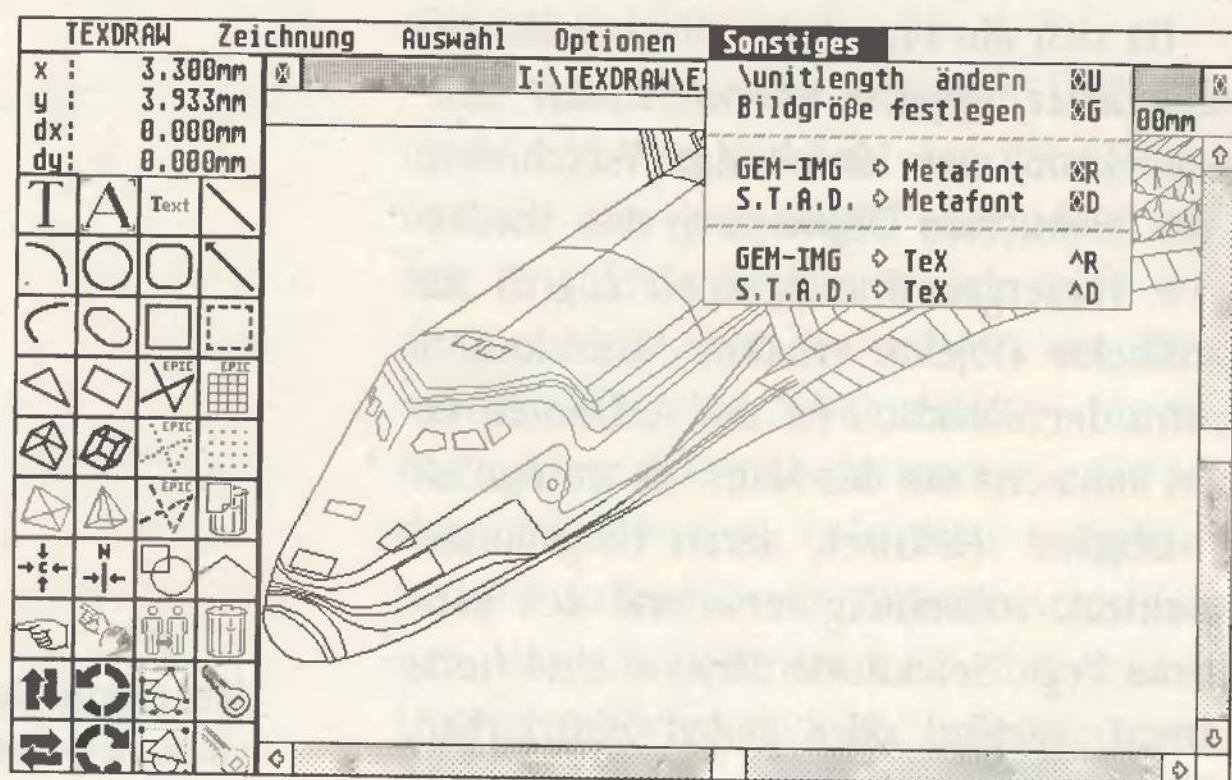 TEXDRAW Zeichnung Auswahl Optionen Sonstiges
x : 3.300mm
y : 3.933mm
dx: 0.000mm
dy: 0.000mm
I:\TEXDRAW\E
00mm
\unitlength ändern U
Bildgröße festlegen G
GEM-IMG ⇨ Metafont R
S.T.A.D. ⇨ Metafont D
GEM-IMG ⇨ TeX ^R
S.T.A.D. ⇨ TeX ^D
T A Text
EPIC EPIC
EPIC
EPIC
C N